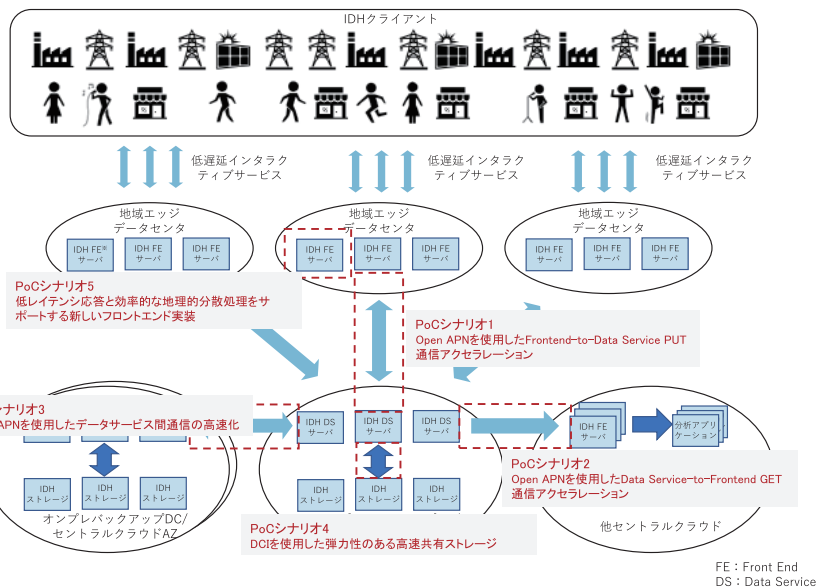 IDHクライアント
低遅延インタラク
ティブサービス
低遅延インタラク
ティブサービス
低遅延インタラク
ティブサービス
地域エッジ
データセンタ
IDH FE※
サーバ
IDH FE
サーバ
IDH FE
サーバ
地域エッジ
データセンタ
IDH FE
サーバ
IDH FE
サーバ
IDH FE
サーバ
地域エッジ
データセンタ
IDH FE
サーバ
IDH FE
サーバ
IDH FE
サーバ
PoCシナリオ5
低レイテンシ応答と効率的な地理的分散処理をサ
ポートする新しいフロントエンド実装
PoCシナリオ1
Open APNを使用したFrontend-to-Data Service PUT
通信アクセラレーション
ナリオ3
APNを使用したデータサービス間通信の高速化
サーバ
サーバ
サーバ
IDH
ストレージ
IDH
ストレージ
IDH
ストレージ
オンプレバックアップDC/
セントラルクラウドAZ
IDH DS
サーバ
IDH DS
サーバ
IDH DS
サーバ
IDH
ストレージ
IDH
ストレージ
IDH
ストレージ
PoCシナリオ4
DCIを使用した弾力性のある高速共有ストレージ
IDH FE
サーバ
分析アプリ
ケーション
PoCシナリオ2
Open APNを使用したData Service-to-Frontend GET
通信アクセラレーション
他セントラルクラウド
FE：Front End
DS：Data Service